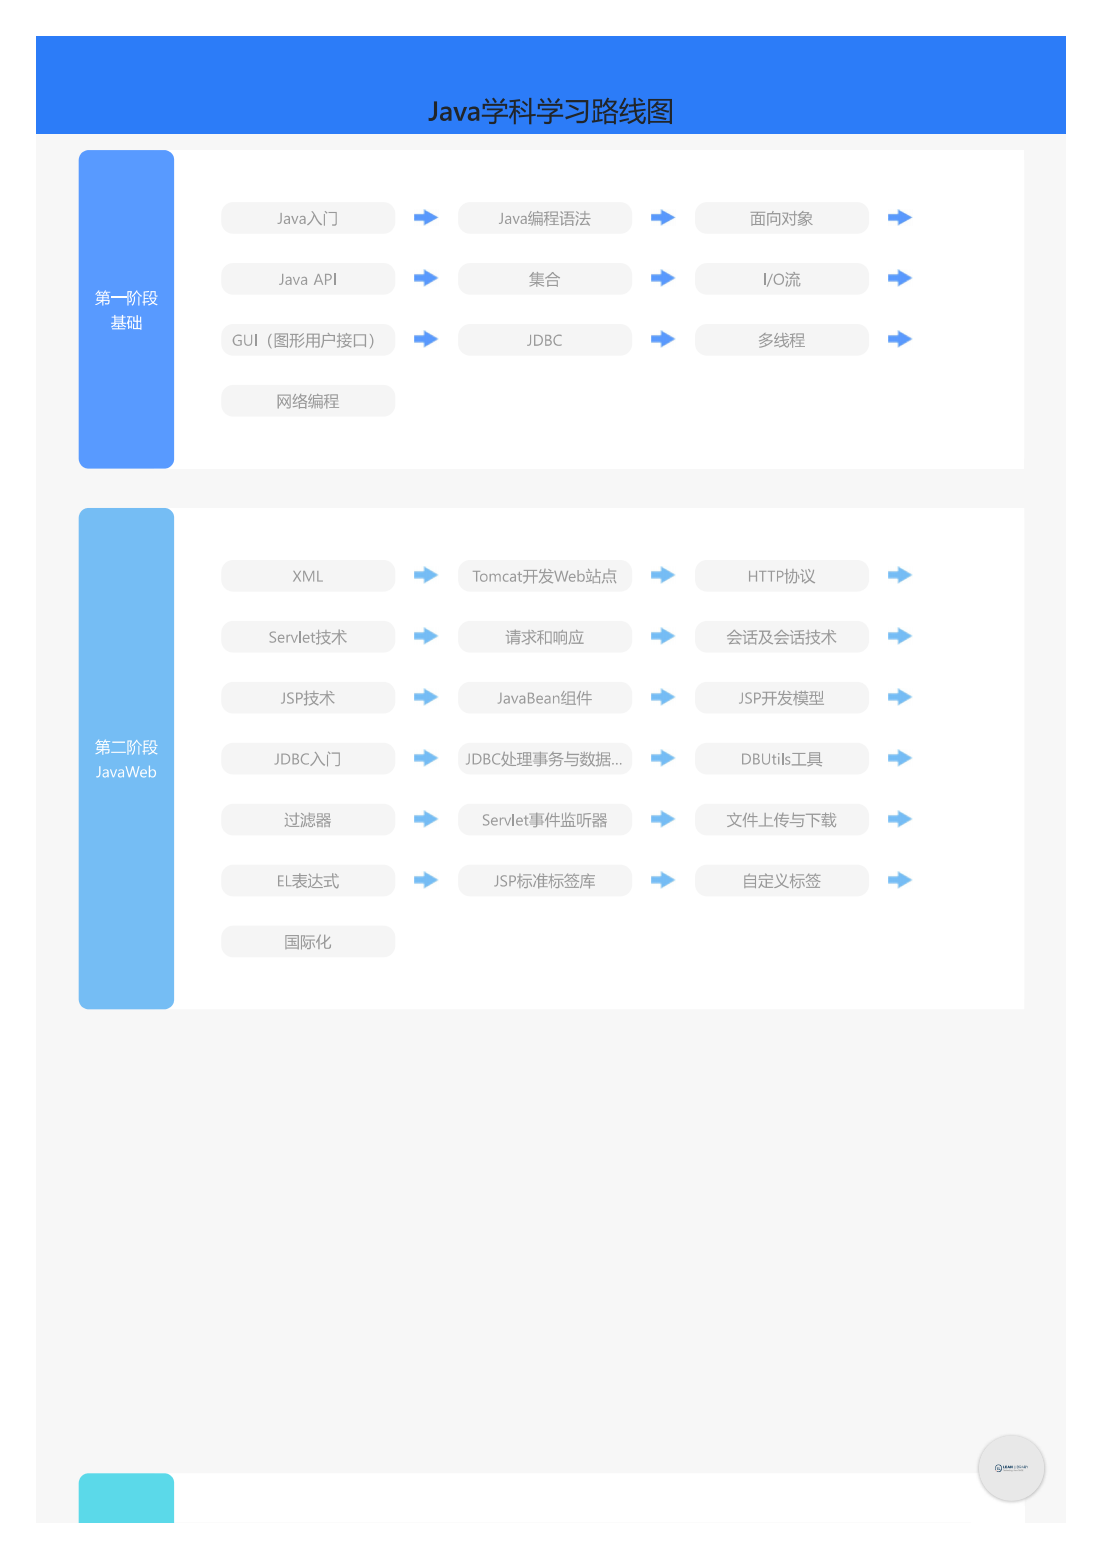 Java学科学习路线图
第一阶段
基础
Java入门
Java编程语法
面向对象
Java API
集合
I/O流
GUI（图形用户接口）
JDBC
多线程
网络编程
第二阶段
JavaWeb
XML
Tomcat开发Web站点
HTTP协议
Servlet技术
请求和响应
会话及会话技术
JSP技术
JavaBean组件
JSP开发模型
JDBC入门
JDBC处理事务与数据...
DBUtils工具
过滤器
Servlet事件监听器
文件上传与下载
EL表达式
JSP标准标签库
自定义标签
国际化